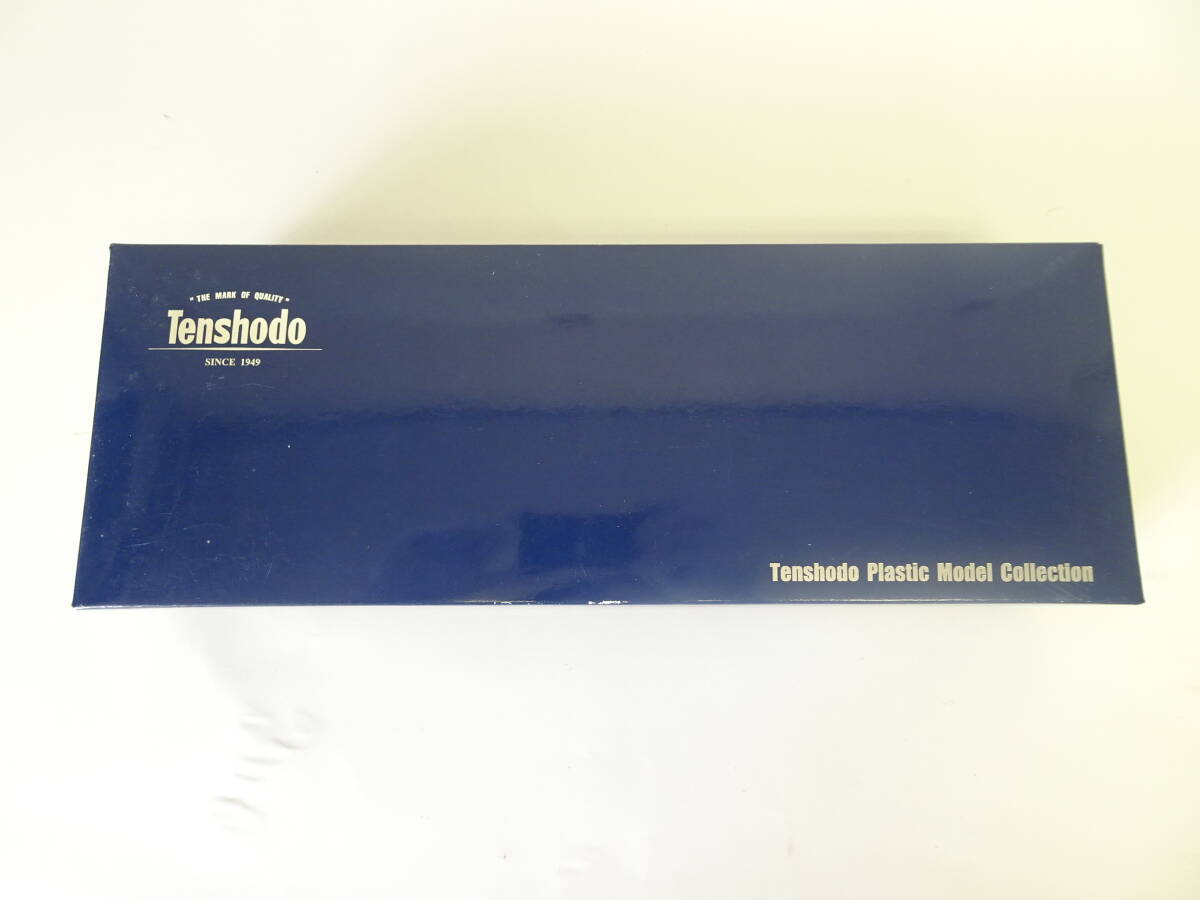 "THE MARK OF QUALITY"
Tenshodo
SINCE 1949
Tenshodo Plastic Model Collection